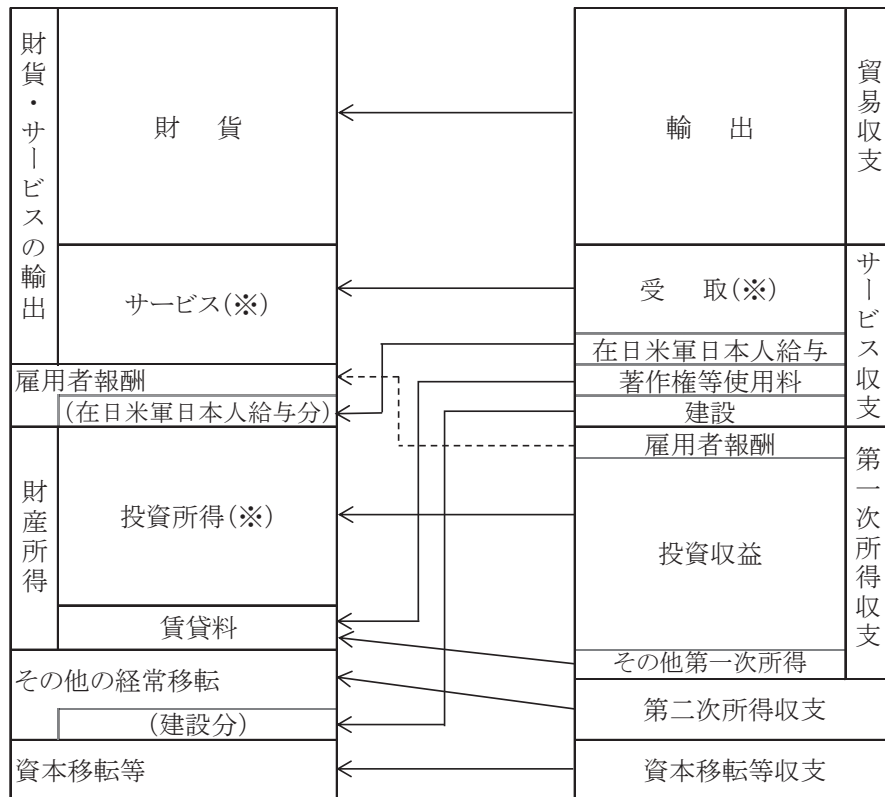 財貨・サービスの輸出
財　貨
サービス(※)
雇用者報酬
(在日米軍日本人給与分)
財産所得
投資所得(※)
賃貸料
その他の経常移転
(建設分)
資本移転等
輸　出
貿易収支
受　取(※)
在日米軍日本人給与
著作権等使用料
建設
サービス収支
雇用者報酬
投資収益
その他第一次所得
第一次所得収支
第二次所得収支
資本移転等収支